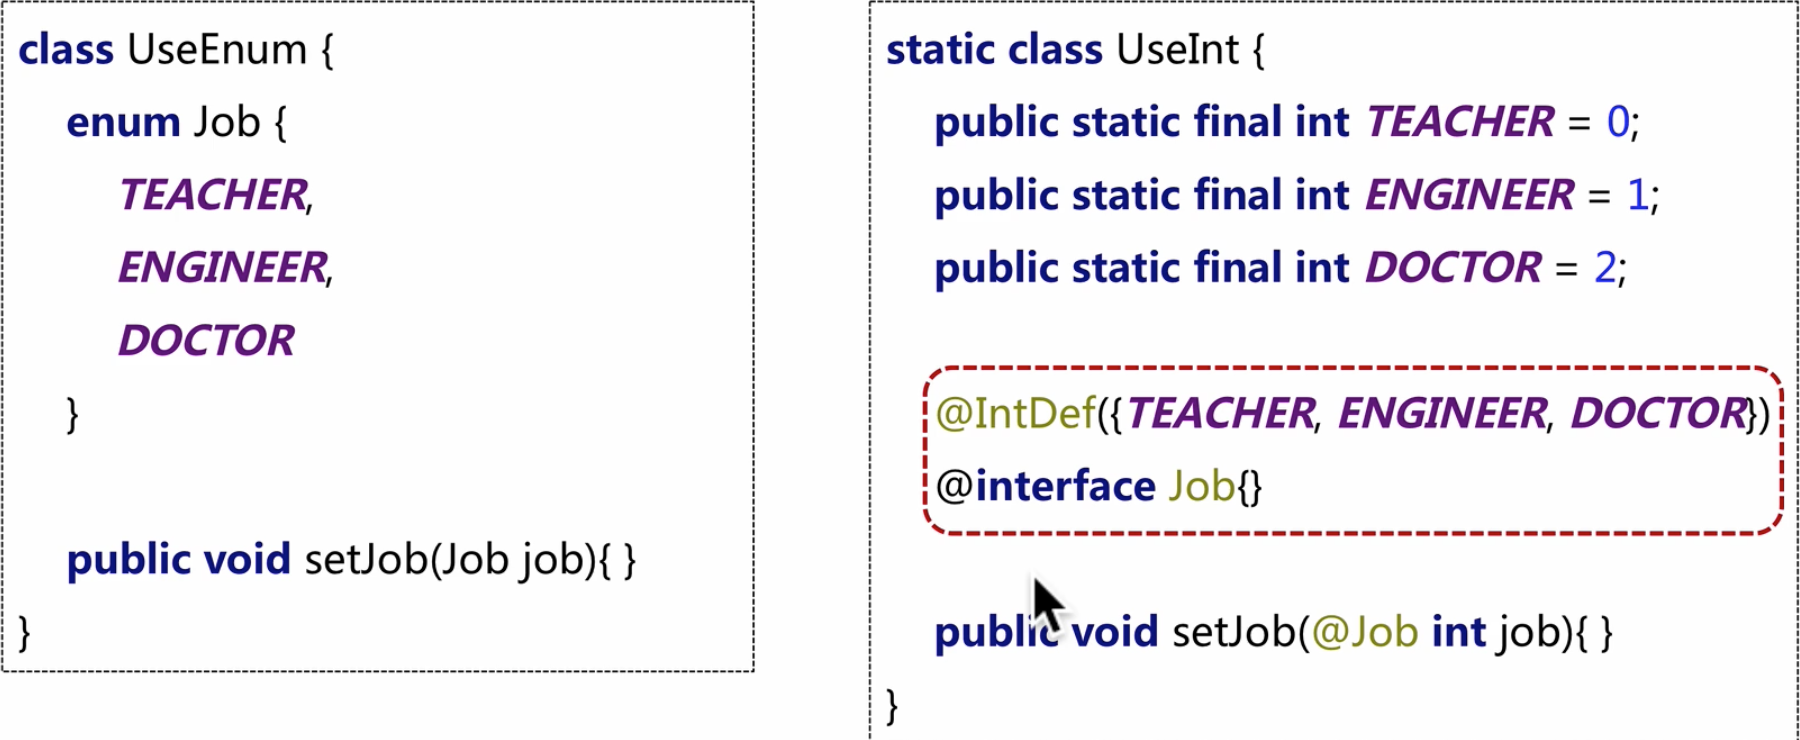 class UseEnum {
enum Job {
TEACHER,
ENGINEER,
DOCTOR
}
public void setJob(Job job){ }
}
static class UseInt {
public static final int TEACHER = 0;
public static final int ENGINEER = 1;
public static final int DOCTOR = 2;
@IntDef({TEACHER, ENGINEER, DOCTOR})
@interface Job{}
public void setJob(@Job int job){ }
}